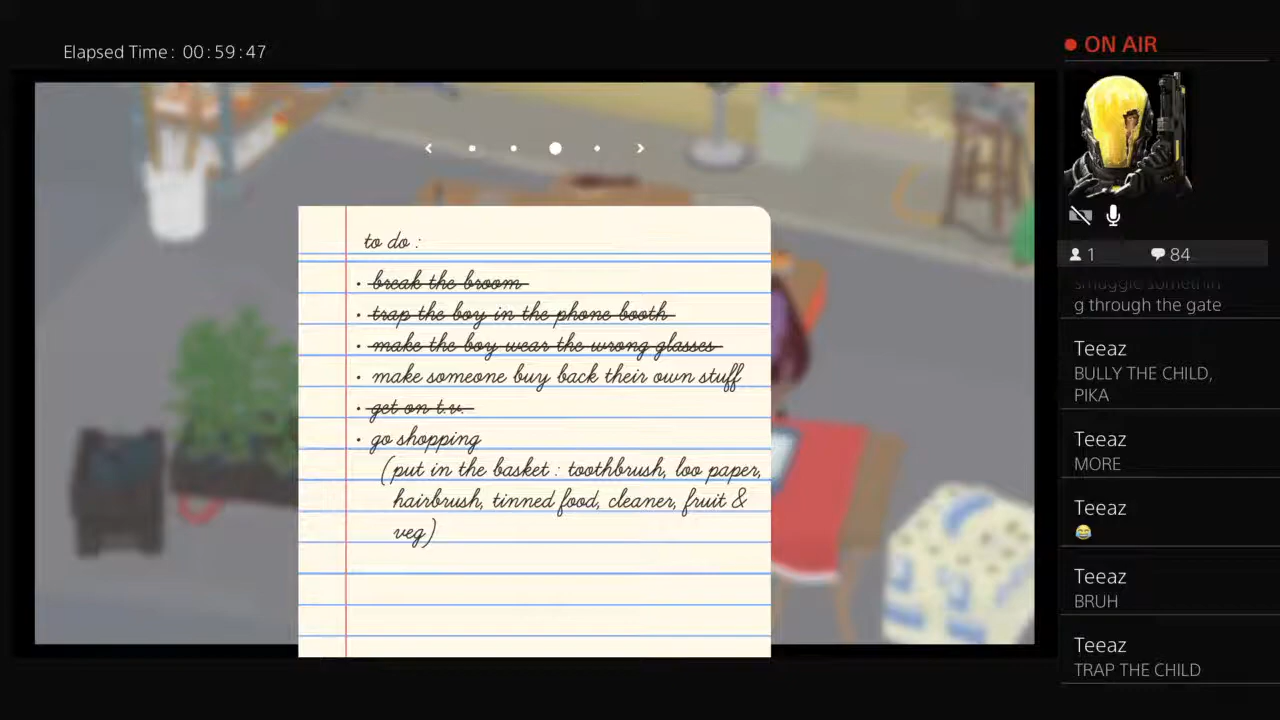 Elapsed Time: 00:59:47
to do :
• break the broom
• trap the boy in the phone booth
• make the boy wear the wrong glasses
• make someone buy back their own stuff
• get on t.v.
• go shopping
(put in the basket : toothbrush, loo paper,
hairbrush, tinned food, cleaner, fruit &
veg)
ON AIR
1 84
smuggle somethin
g through the gate
Teeaz
BULLY THE CHILD,
PIKA
Teeaz
MORE
Teeaz
😂
Teeaz
BRUH
Teeaz
TRAP THE CHILD